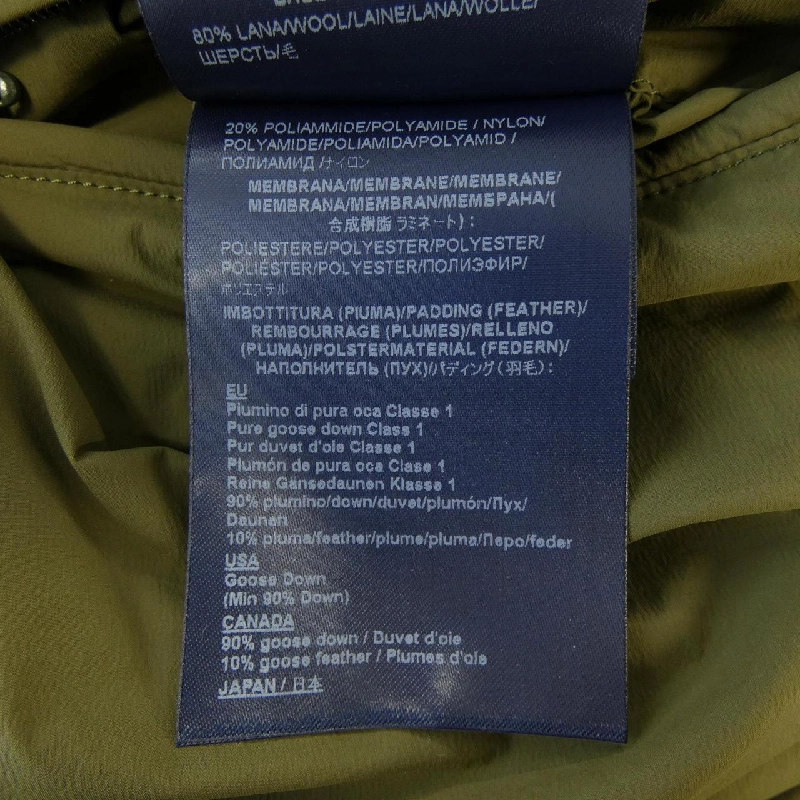 80% LANA/WOOL/LAINE/LANA/WOLLE/
ШЕРСТЬ/毛
20% POLIAMMIDE/POLYAMIDE / NYLON/
POLYAMIDE/POLIAMIDA/POLYAMID /
ПОЛИАМИД /ナイロン
MEMBRANA/MEMBRANE/MEMBRANE/
MEMBRANA/MEMBRAN/МЕМБРАНА/(
合成樹脂 ラミネート) :
POLIESTERE/POLYESTER/POLYESTER/
POLIÉSTER/POLYESTER/ПОЛИЭФИР/
ポリエステル
IMBOTTITURA (PIUMA)/PADDING (FEATHER)/
REMBOURRAGE (PLUMES)/RELLENO
(PLUMA)/POLSTERMATERIAL (FEDERN)/
НАПОЛНИТЕЛЬ (ПУХ)/パディング (羽毛) :
EU
Piumino di pura oca Classe 1
Pure goose down Class 1
Pur duvet d'oie Classe 1
Plumón de pura oca Clase 1
Reine Gänsedaunen Klasse 1
90% piumino/down/duvet/plumón/Пух/
Daunen
10% piuma/feather/plume/pluma/Перо/feder
USA
Goose Down
(Min 90% Down)
CANADA
90% goose down / Duvet d'oie
10% goose feather / Plumes d'oie
JAPAN / 日本